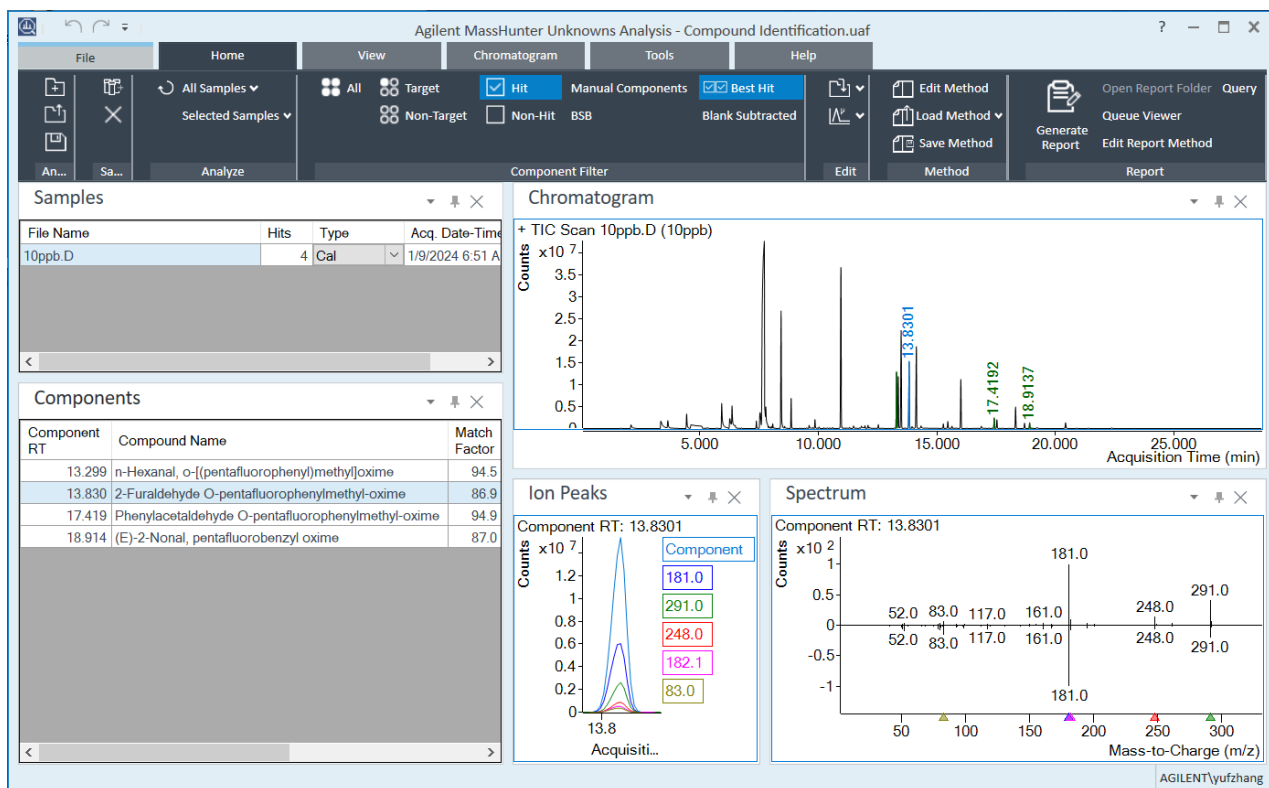 Agilent MassHunter Unknowns Analysis - Compound Identification.uaf
?
File Home View Chromatogram Tools Help
All Samples All Target Hit Manual Components Best Hit Edit Method Open Report Folder Query
Selected Samples Non-Target Non-Hit BSB Blank Subtracted Load Method Generate Report Queue Viewer
Save Method Edit Report Method
An... Sa... Analyze Component Filter Edit Method Report
Samples
File Name Hits Type Acq. Date-Time
10ppb.D 4 Cal 1/9/2024 6:51 A
Components
Component RT Compound Name Match Factor
13.299 n-Hexanal, o-[(pentafluorophenyl)methyl]oxime 94.5
13.830 2-Furaldehyde O-pentafluorophenylmethyl-oxime 86.9
17.419 Phenylacetaldehyde O-pentafluorophenylmethyl-oxime 94.9
18.914 (E)-2-Nonal, pentafluorobenzyl oxime 87.0
Chromatogram
+ TIC Scan 10ppb.D (10ppb)
Counts
x10 7
3.5
3
2.5
2
1.5
1
0.5
0
13.8301
17.4192
18.9137
5.000 10.000 15.000 20.000 25.000
Acquisition Time (min)
Ion Peaks
Component RT: 13.8301
Counts
x10 7
1.2
1
0.8
0.6
0.4
0.2
0
Component
181.0
291.0
248.0
182.1
83.0
13.8
Acquisiti...
Spectrum
Component RT: 13.8301
Counts
x10 2
1
0.5
0
-0.5
-1
181.0
291.0
52.0 83.0 117.0 161.0 248.0
52.0 83.0 117.0 161.0 248.0
291.0
181.0
50 100 150 200 250 300
Mass-to-Charge (m/z)
AGILENT\yufzhang